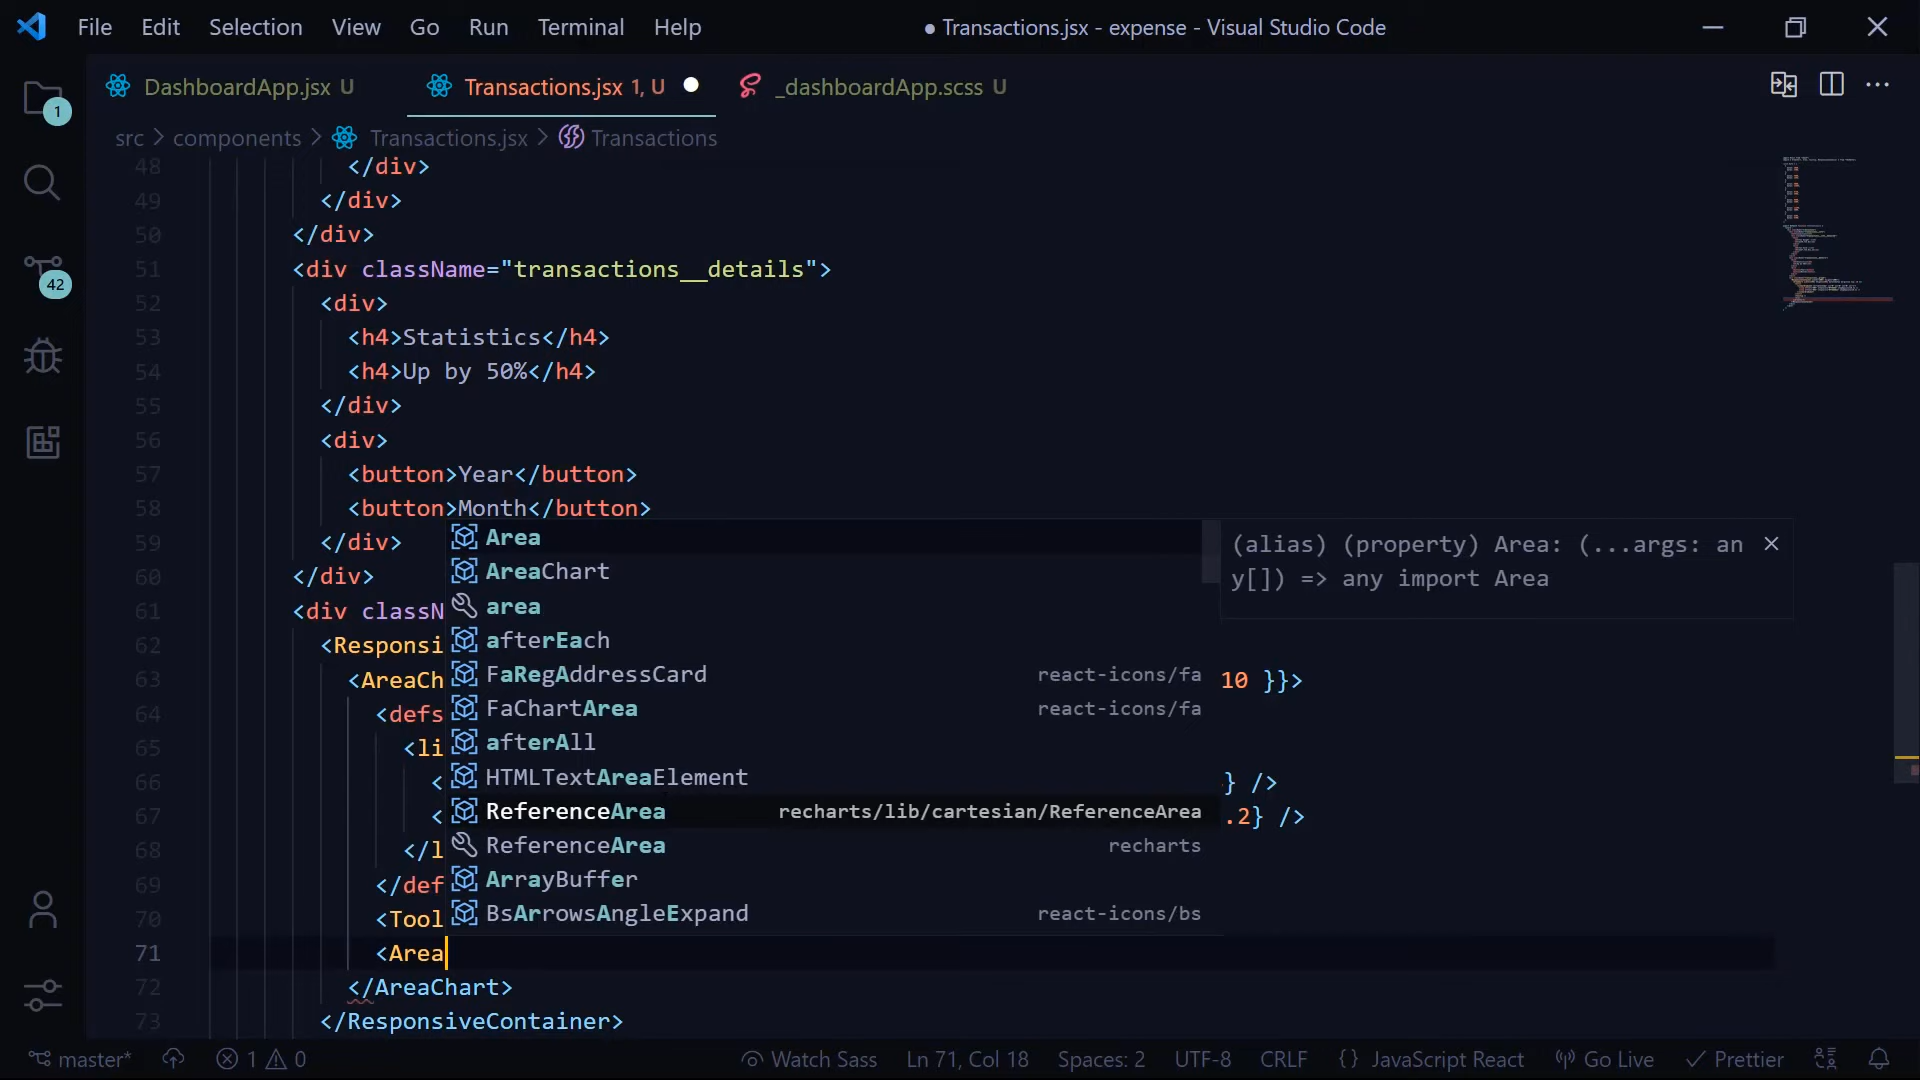 File Edit Selection View Go Run Terminal Help ● Transactions.jsx - expense - Visual Studio Code
DashboardApp.jsx U Transactions.jsx 1, U _dashboardApp.scss U
src > components > Transactions.jsx > Transactions
48 </div>
49 </div>
50 </div>
51 <div className="transactions__details">
52 <div>
53 <h4>Statistics</h4>
54 <h4>Up by 50%</h4>
55 </div>
56 <div>
57 <button>Year</button>
58 <button>Month</button>
59 </div>
60 </div>
61 <div classN
62 <Responsi
63 <AreaCh 10 }}>
64 <defs
65 <li
66 < } />
67 < .2} />
68 </l
69 </def
70 <Tool
71 <Area
72 </AreaChart>
73 </ResponsiveContainer>
Area
AreaChart
area
afterEach
FaRegAddressCard react-icons/fa
FaChartArea react-icons/fa
afterAll
HTMLTextAreaElement
ReferenceArea recharts/lib/cartesian/ReferenceArea
ReferenceArea recharts
ArrayBuffer
BsArrowsAngleExpand react-icons/bs
(alias) (property) Area: (...args: an
y[]) => any import Area
1
42
master* 1 0 Watch Sass Ln 71, Col 18 Spaces: 2 UTF-8 CRLF {} JavaScript React Go Live Prettier